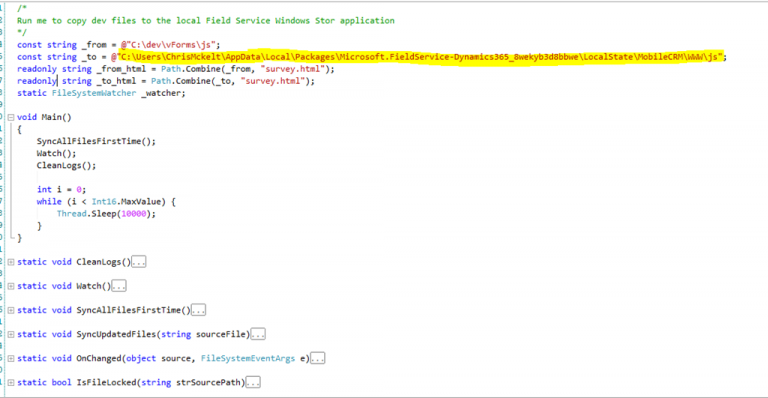 /*
Run me to copy dev files to the local Field Service Windows Stor application
*/
const string _from = @"C:\dev\vForms\js";
const string _to = @"C:\Users\ChrisMckelt\AppData\Local\Packages\Microsoft.FieldService-Dynamics365_8wekyb3d8bbwe\LocalState\MobileCRM\WWW\js";
readonly string _from_html = Path.Combine(_from, "survey.html");
readonly string _to_html = Path.Combine(_to, "survey.html");
static FileSystemWatcher _watcher;
void Main()
{
SyncAllFilesFirstTime();
Watch();
CleanLogs();
int i = 0;
while (i < Int16.MaxValue) {
Thread.Sleep(10000);
}
}
static void CleanLogs()...
static void Watch()...
static void SyncAllFilesFirstTime()...
static void SyncUpdatedFiles(string sourceFile)...
static void OnChanged(object source, FileSystemEventArgs e)...
static bool IsFileLocked(string strSourcePath)...